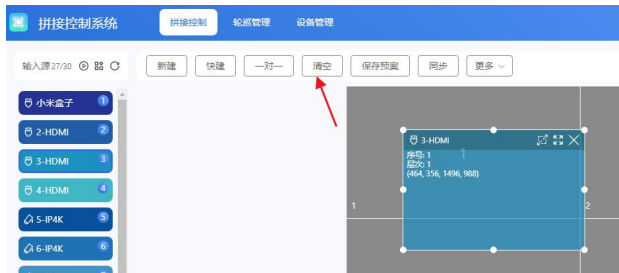 拼接控制系统 拼接控制 轮巡管理 设备管理
输入源27/30 新建 快建 一对一 清空 保存预案 同步 更多
小米盒子 1
2-HDMI 2
3-HDMI 3
4-HDMI 4
5-IP4K 5
6-IP4K 6
3-HDMI
序号: 1
层次: 1
(464, 356, 1496, 988)
1
1
2